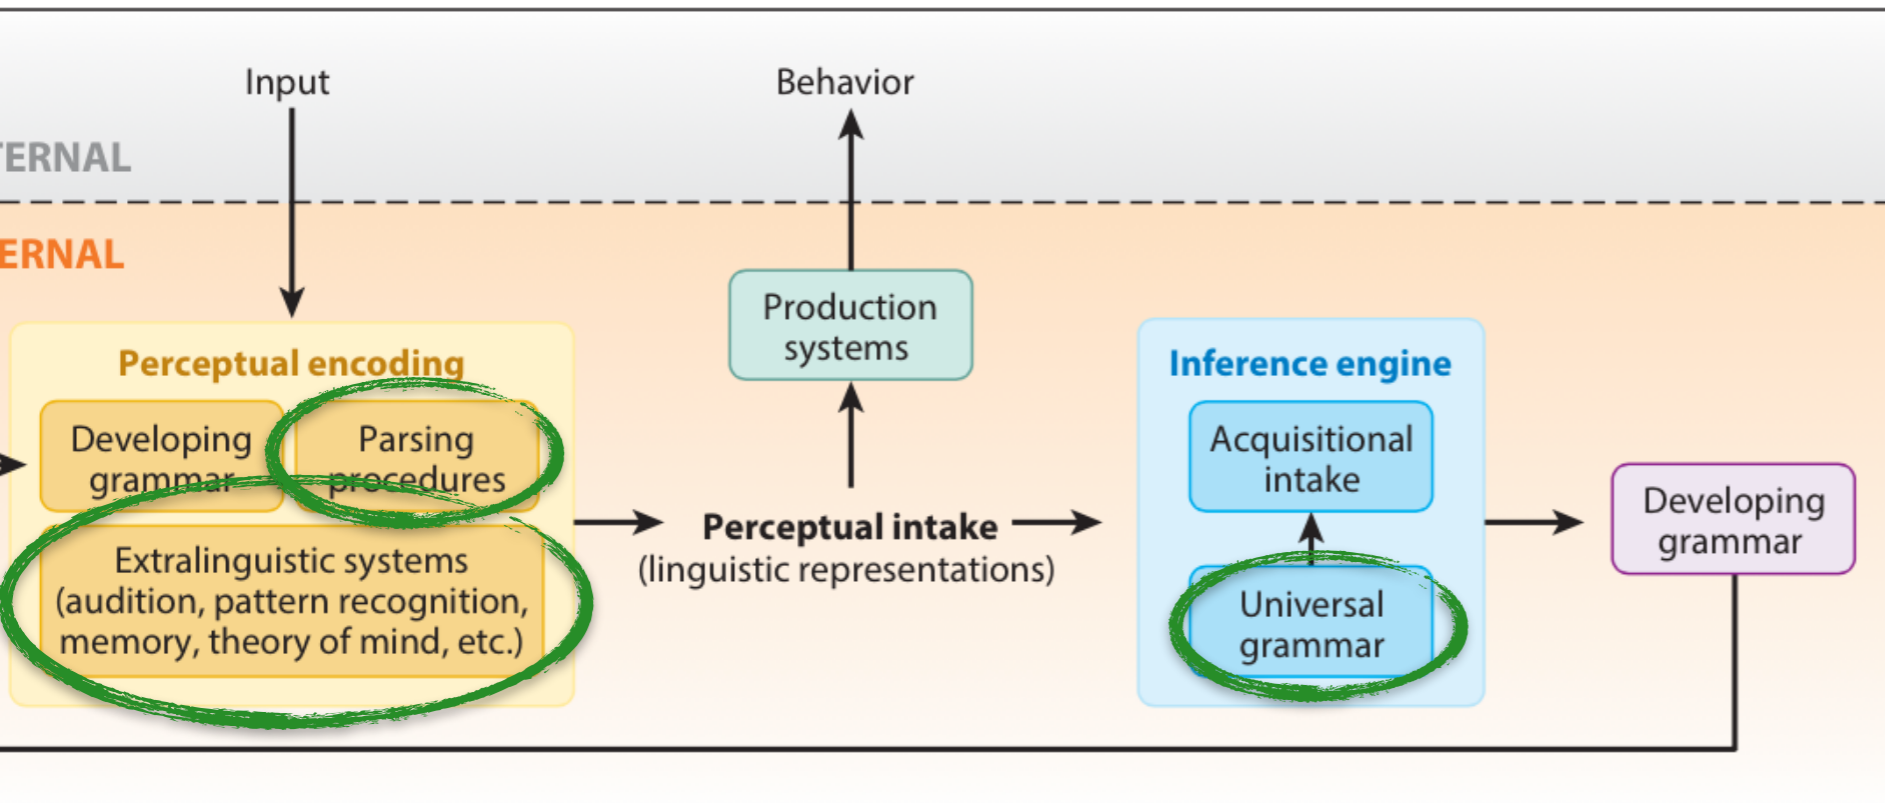 Input
Behavior
TERNAL
ERNAL
Perceptual encoding
Developing
grammar
Parsing
procedures
Extralinguistic systems
(audition, pattern recognition,
memory, theory of mind, etc.)
Production
systems
Perceptual intake
(linguistic representations)
Inference engine
Acquisitional
intake
Universal
grammar
Developing
grammar